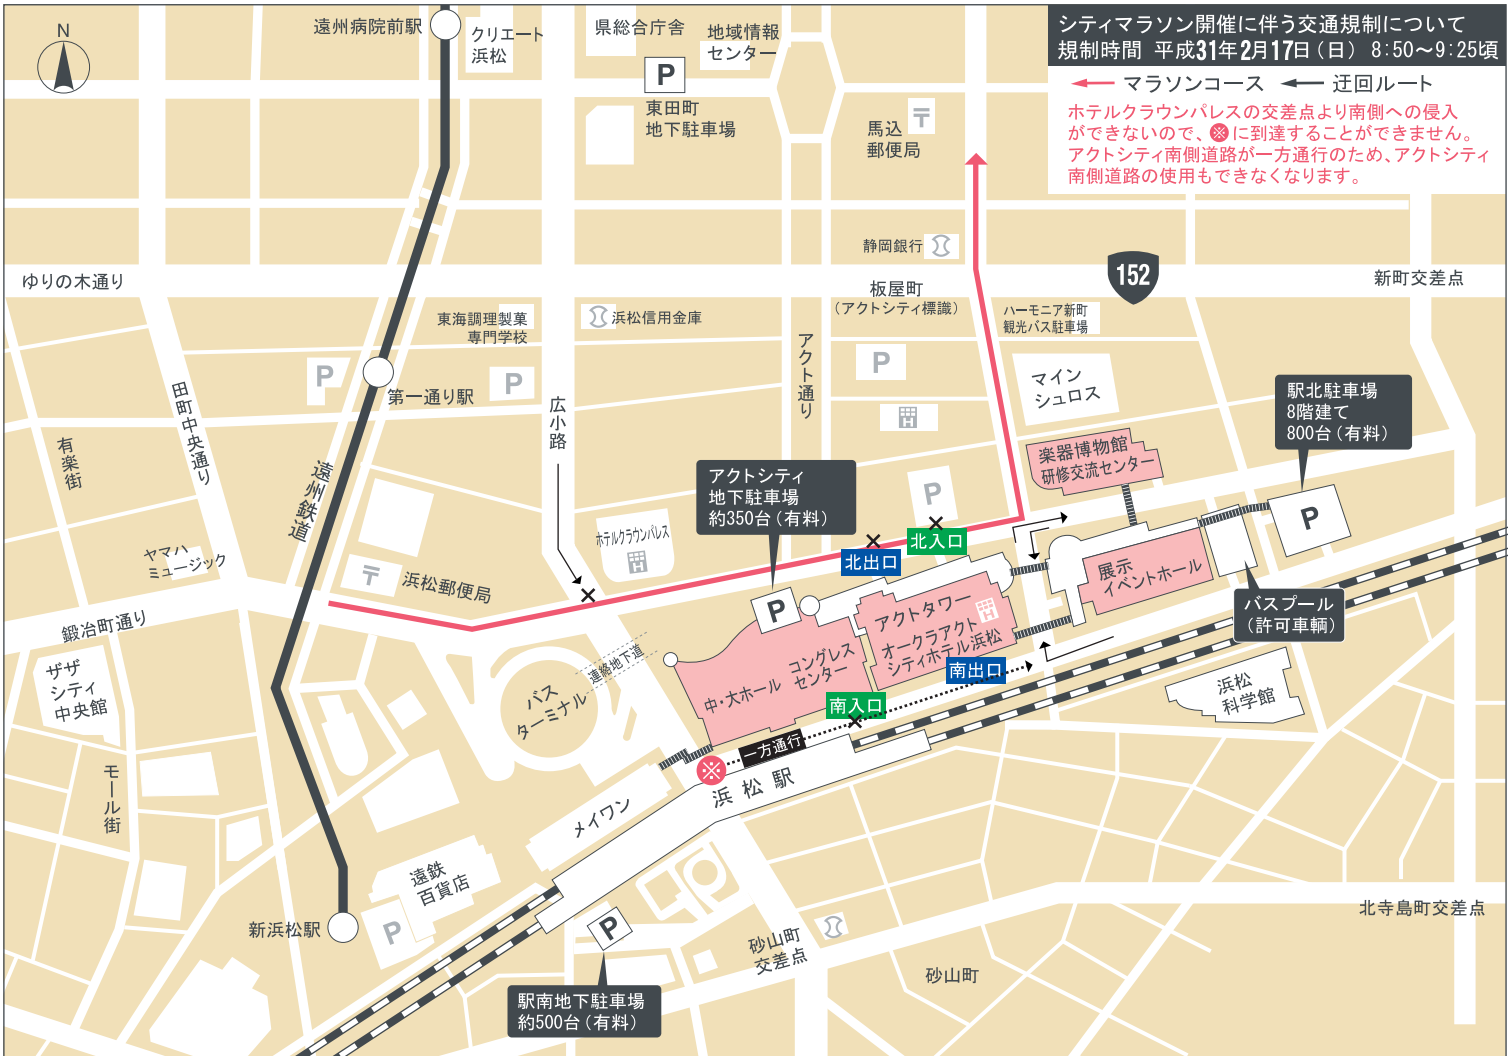 シティマラソン開催に伴う交通規制について
規制時間 平成31年2月17日(日) 8:50〜9:25頃
マラソンコース
迂回ルート
ホテルクラウンパレスの交差点より南側への侵入
ができないので、※に到達することができません。
アクトシティ南側道路が一方通行のため、アクトシティ
南側道路の使用もできなくなります。
N
遠州病院前駅
クリエート
浜松
県総合庁舎
地域情報
センター
P
東田町
地下駐車場
〒
馬込
郵便局
静岡銀行
152
ゆりの木通り
板屋町
(アクトシティ標識)
新町交差点
東海調理製菓
専門学校
浜松信用金庫
ハーモニア新町
観光バス駐車場
アクト通り
P
P
P
第一通り駅
マイン
シュロス
駅北駐車場
8階建て
800台(有料)
田町中央通り
有楽街
広小路
遠州鉄道
楽器博物館
研修交流センター
アクトシティ
地下駐車場
約350台(有料)
P
P
ホテルクラウンパレス
H
H
北入口
北出口
ヤマハ
ミュージック
〒
浜松郵便局
展示
イベントホール
バスプール
(許可車輌)
鍛冶町通り
P
アクトタワー
H
オークラアクト
シティホテル浜松
コングレス
センター
中・大ホール
連絡地下道
バス
ターミナル
南出口
南入口
一方通行
※
浜松駅
ザザ
シティ
中央館
浜松
科学館
モール街
メイワン
遠鉄
百貨店
新浜松駅
P
P
砂山町
交差点
北寺島町交差点
砂山町
駅南地下駐車場
約500台(有料)